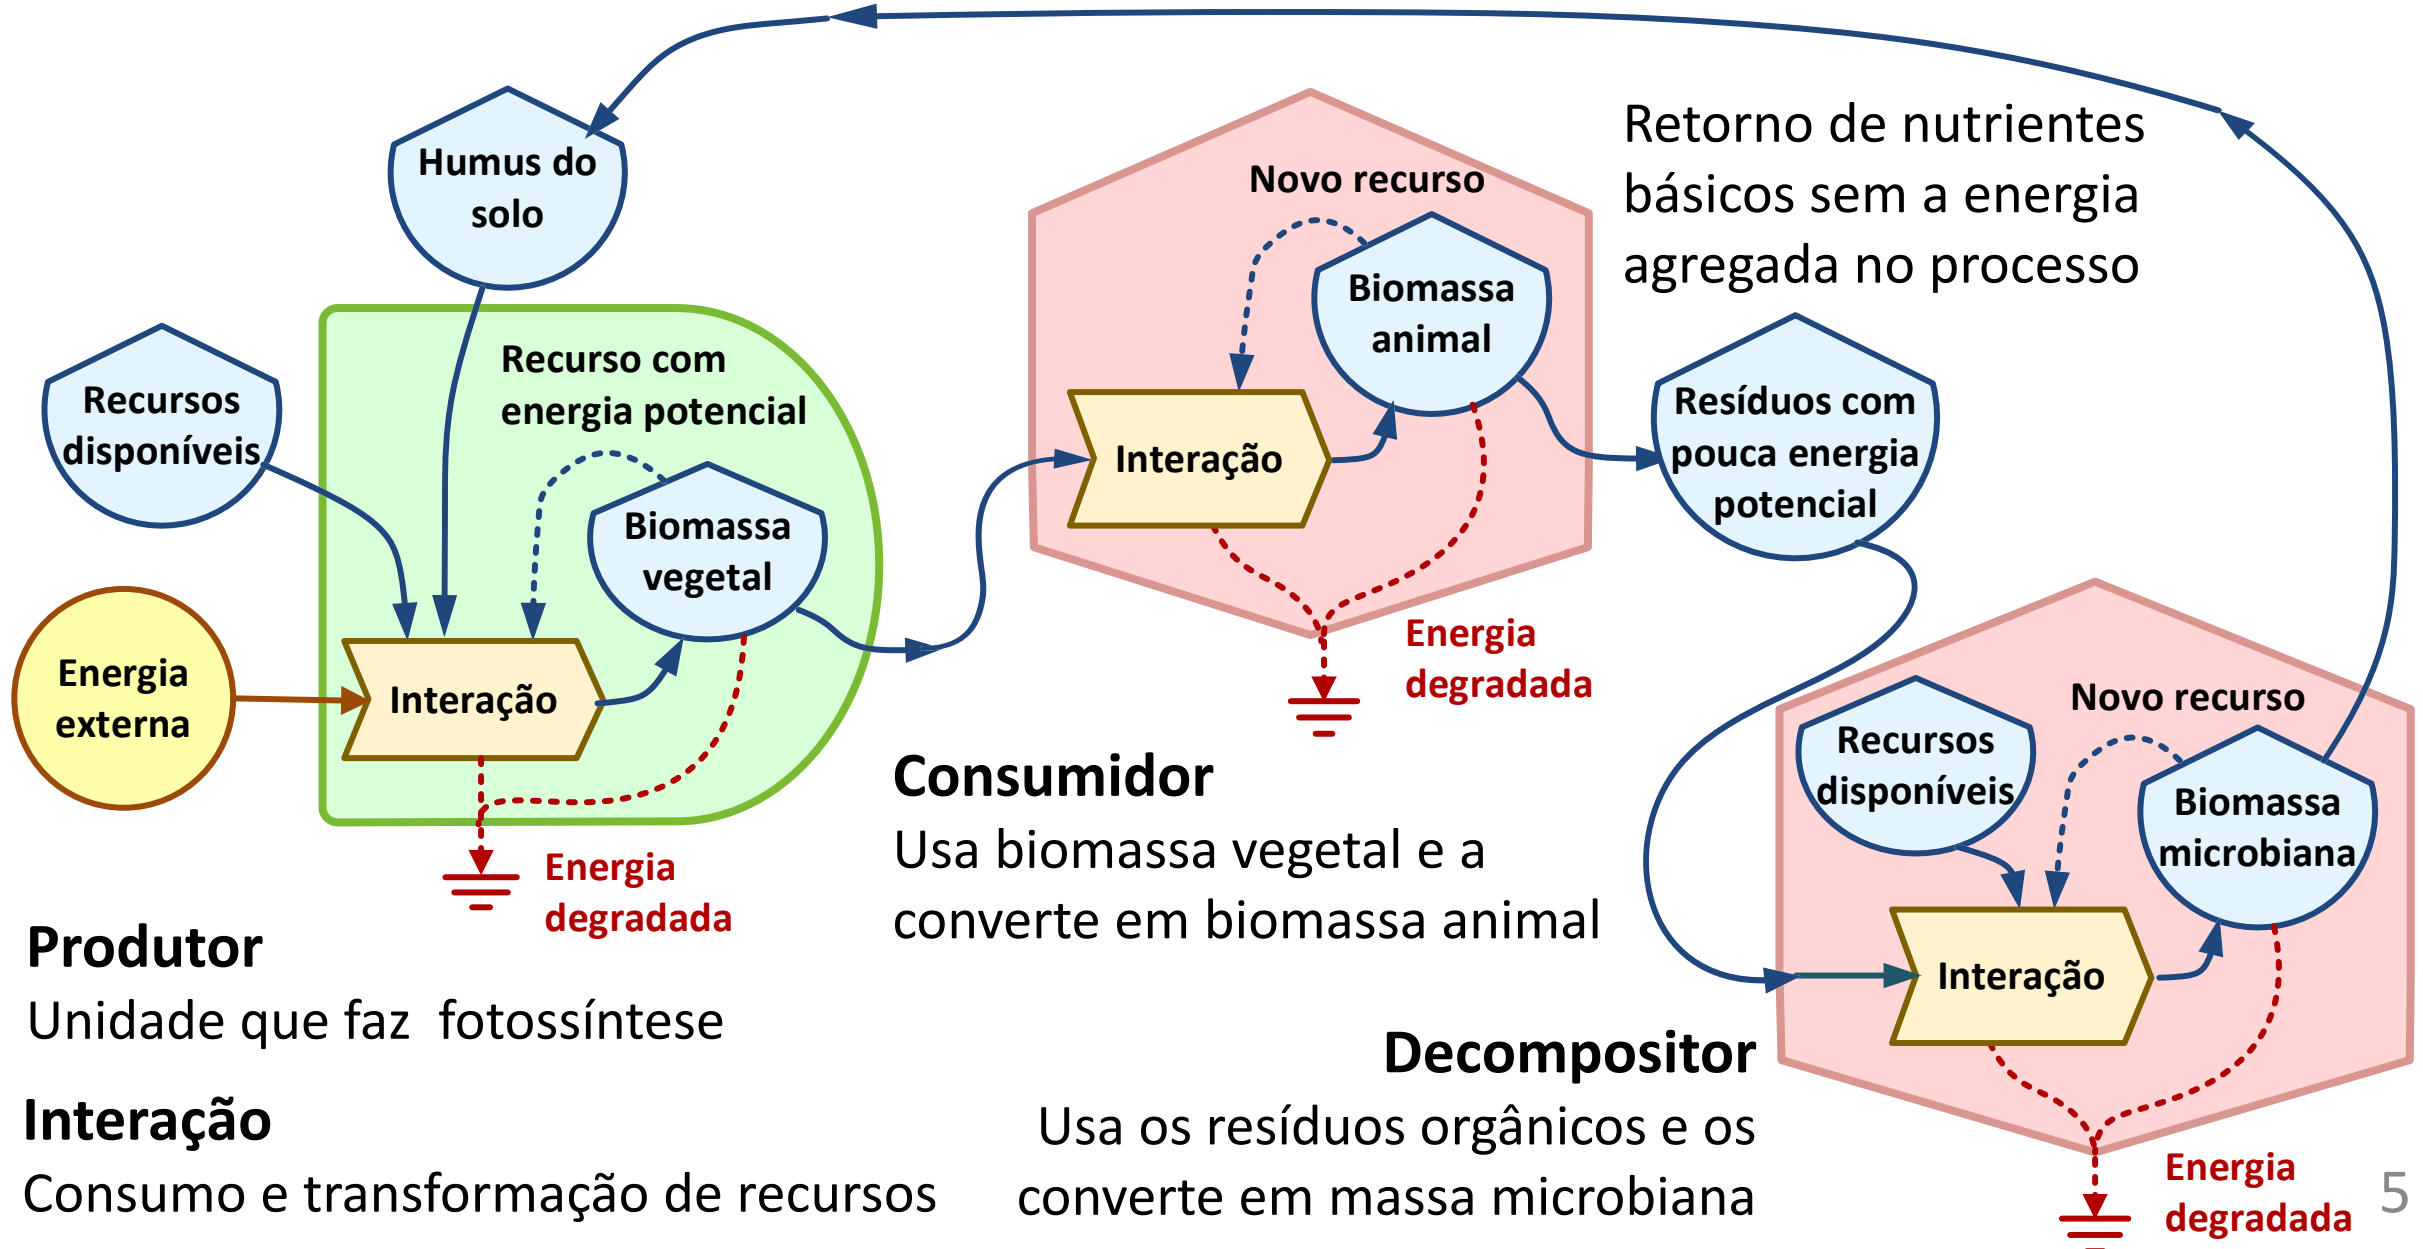 Humus do
solo
Recursos
disponíveis
Energia
externa
Recurso com
energia potencial
Biomassa
vegetal
Interação
Energia
degradada
Produtor
Unidade que faz  fotossíntese
Interação
Consumo e transformação de recursos
Novo recurso
Biomassa
animal
Interação
Energia
degradada
Consumidor
Usa biomassa vegetal e a
converte em biomassa animal
Retorno de nutrientes
básicos sem a energia
agregada no processo
Resíduos com
pouca energia
potencial
Novo recurso
Recursos
disponíveis
Biomassa
microbiana
Interação
Decompositor
Usa os resíduos orgânicos e os
converte em massa microbiana
Energia
degradada
5